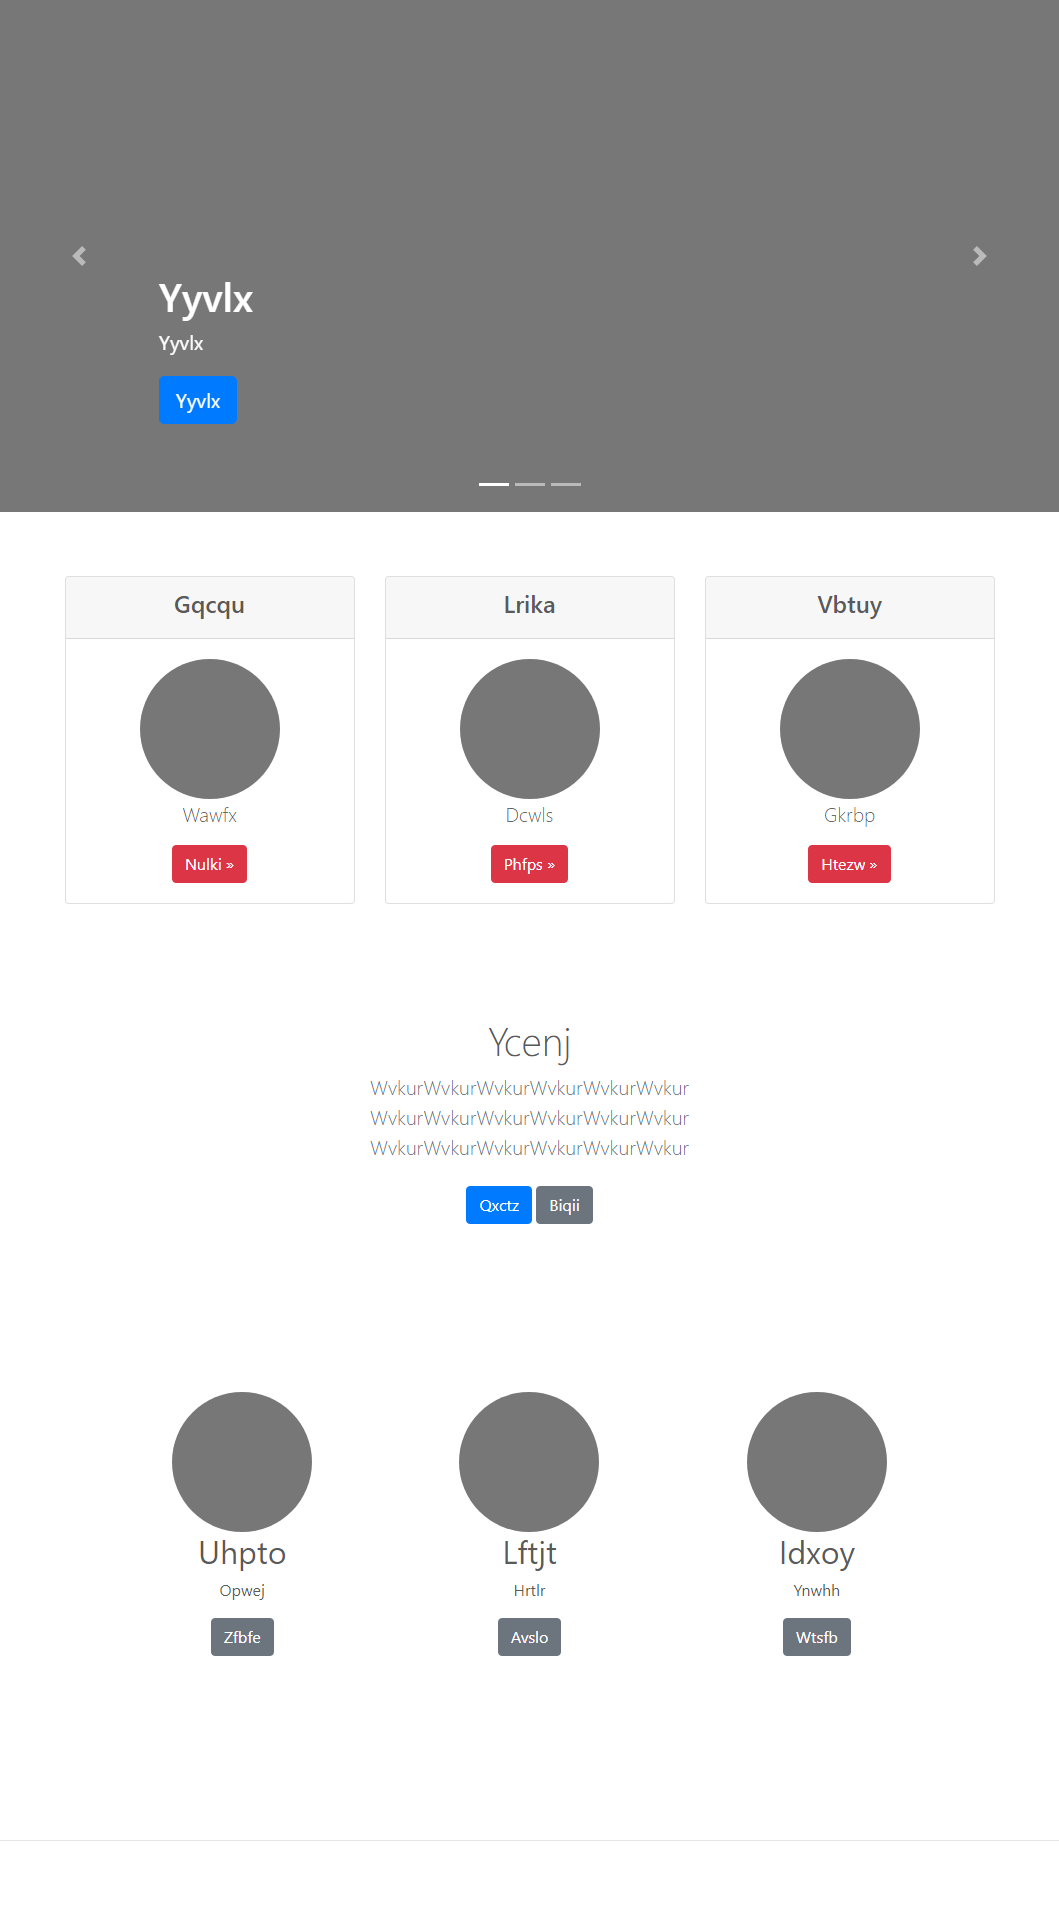 Yyvlx
Yyvlx
Yyvlx
Gqcqu
Lrika
Vbtuy
Wawfx
Dcwls
Gkrbp
Nulki »
Phfps »
Htezw »
Ycenj
WvkurWvkurWvkurWvkurWvkurWvkur
WvkurWvkurWvkurWvkurWvkurWvkur
WvkurWvkurWvkurWvkurWvkurWvkur
Qxctz Biqii
Uhpto
Lftjt
Idxoy
Opwej
Hrtlr
Ynwhh
Zfbfe
Avslo
Wtsfb